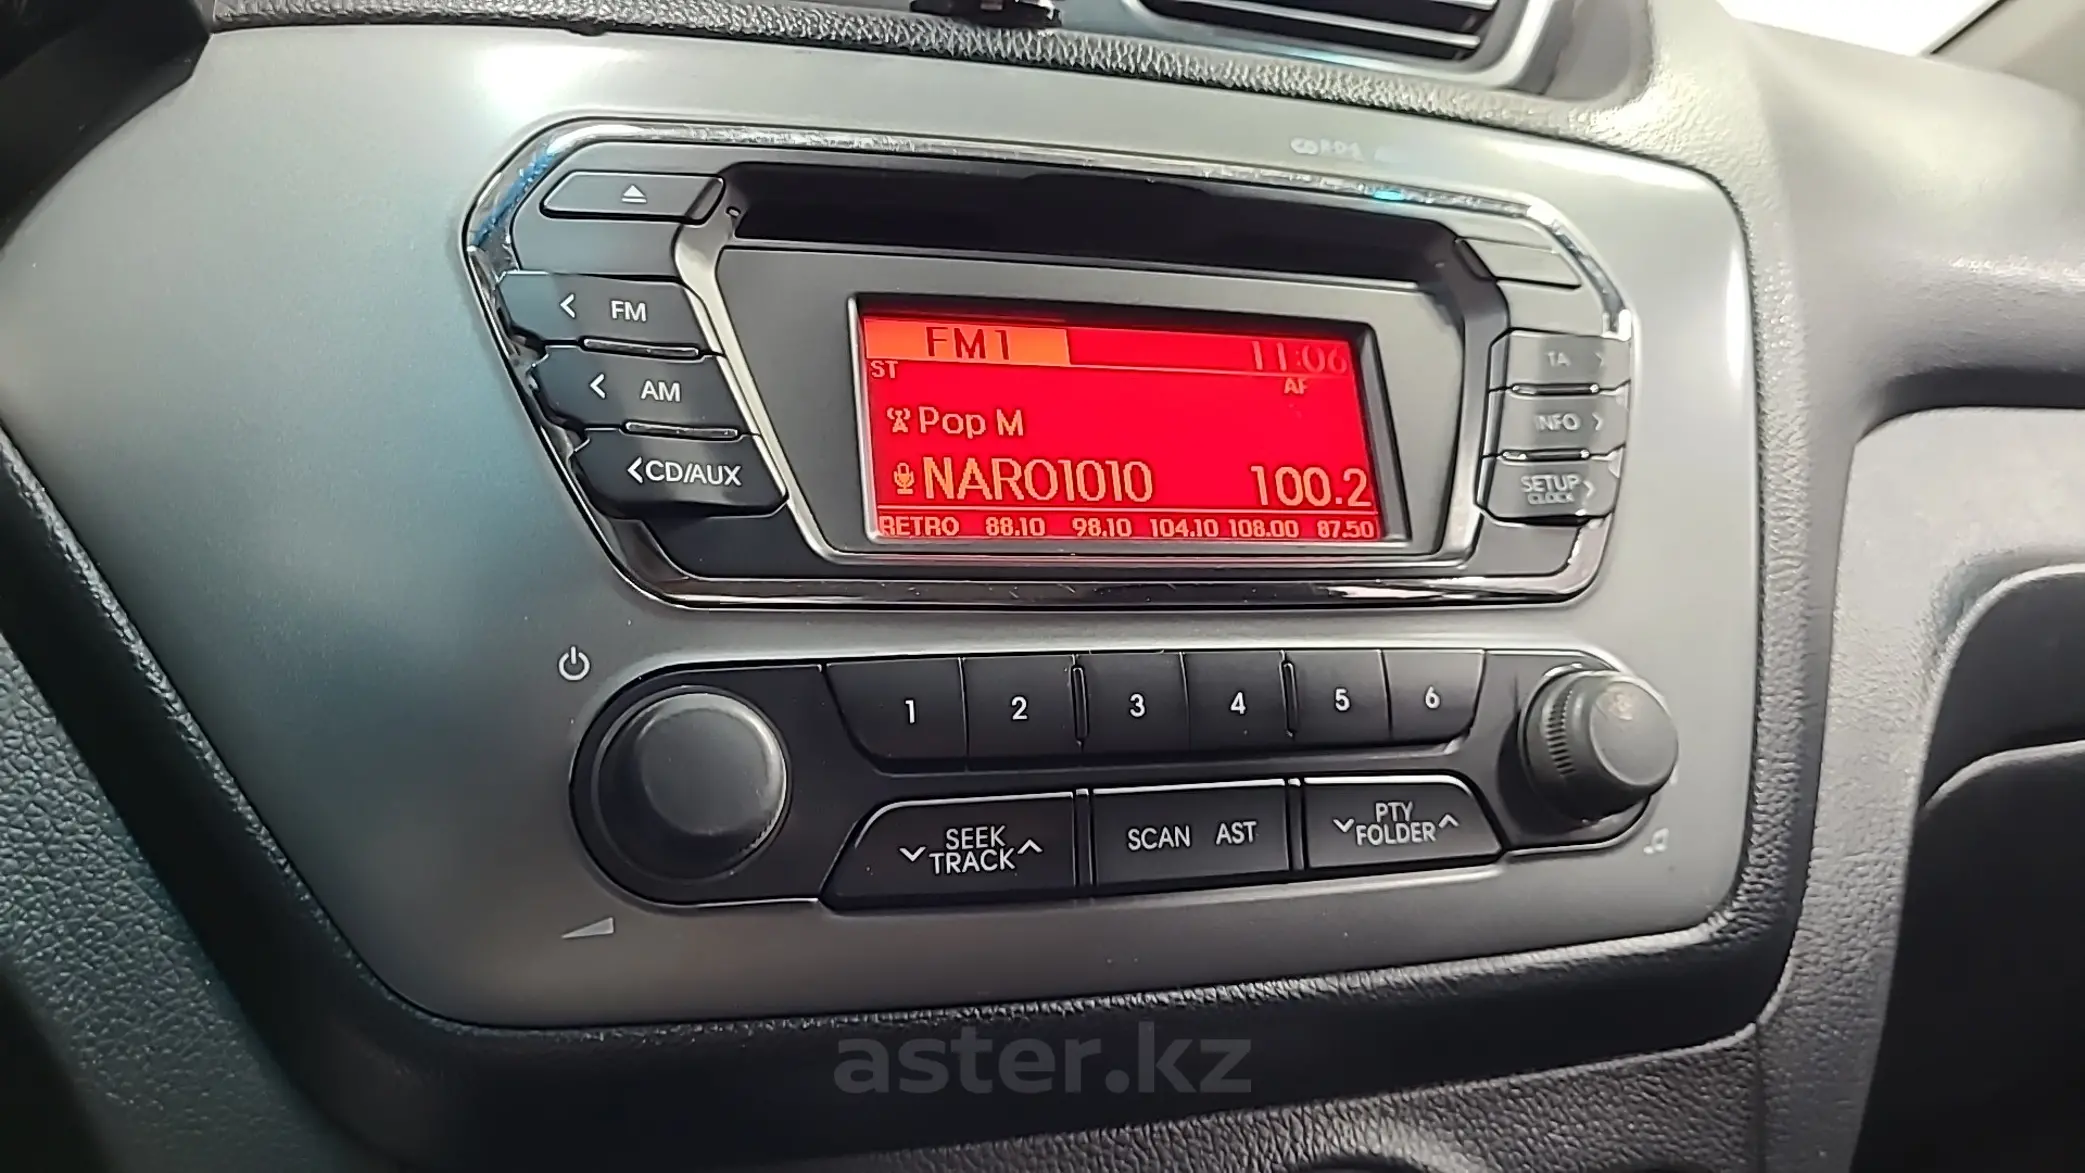 FM
AM
CD/AUX
FM1 11:06
ST AF
Pop M
NARO1010 100.2
RETRO 88.10 98.10 104.10 108.00 87.50
TA
INFO
SETUP
CLOCK
1 2 3 4 5 6
SEEK
TRACK
SCAN AST
PTY
FOLDER
aster.kz